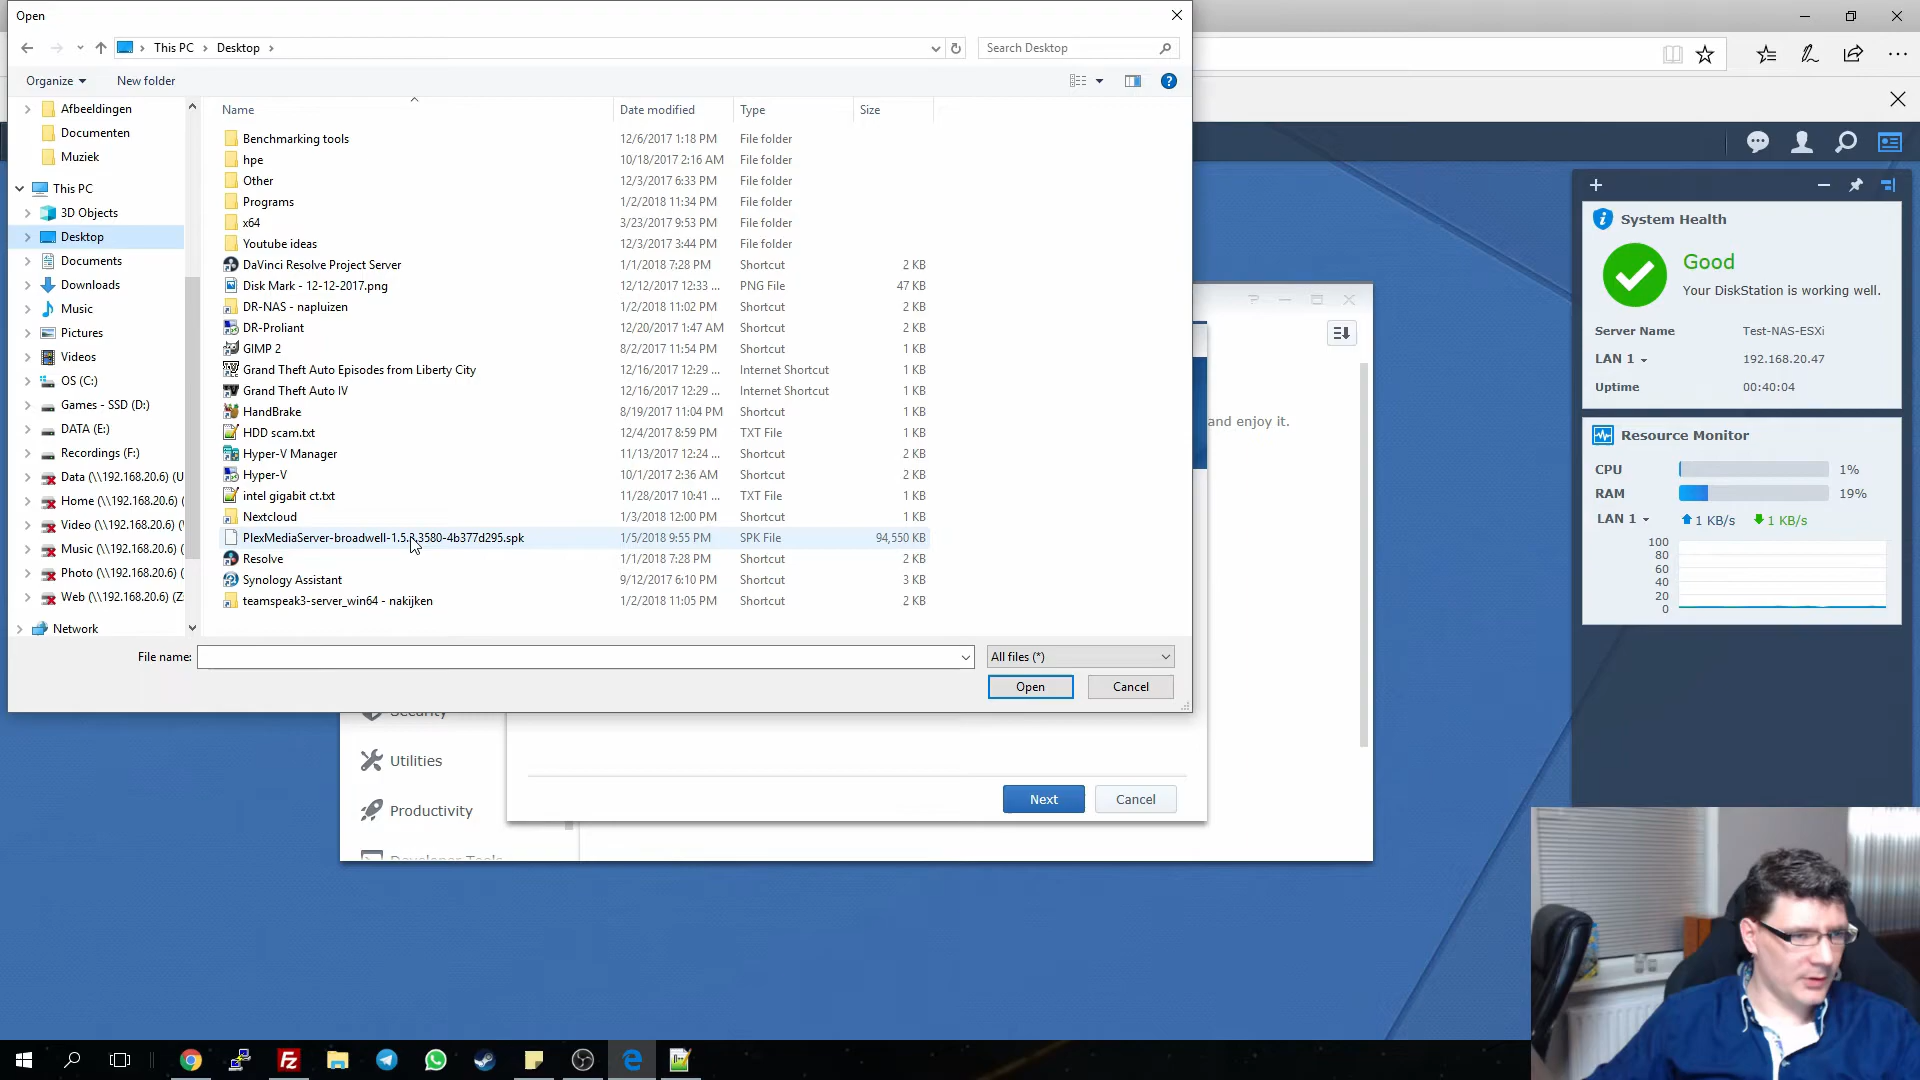 Open
This PC
Desktop
Search Desktop
Organize
New folder
Name
Date modified
Type
Size
Afbeeldingen
Documenten
Muziek
This PC
3D Objects
Desktop
Documents
Downloads
Music
Pictures
Videos
OS (C:)
Games - SSD (D:)
DATA (E:)
Recordings (F:)
Data (\\192.168.20.6) (U
Home (\\192.168.20.6) (
Video (\\192.168.20.6) (
Music (\\192.168.20.6) (
Photo (\\192.168.20.6) (
Web (\\192.168.20.6) (Z
Network
Benchmarking tools 12/6/2017 1:18 PM File folder
hpe 10/18/2017 2:16 AM File folder
Other 12/3/2017 6:33 PM File folder
Programs 1/2/2018 11:34 PM File folder
x64 3/23/2017 9:53 PM File folder
Youtube ideas 12/3/2017 3:44 PM File folder
DaVinci Resolve Project Server 1/1/2018 7:28 PM Shortcut 2 KB
Disk Mark - 12-12-2017.png 12/12/2017 12:33 ... PNG File 47 KB
DR-NAS - napluizen 1/2/2018 11:02 PM Shortcut 2 KB
DR-Proliant 12/20/2017 1:47 AM Shortcut 2 KB
GIMP 2 8/2/2017 11:54 PM Shortcut 1 KB
Grand Theft Auto Episodes from Liberty City 12/16/2017 12:29 ... Internet Shortcut 1 KB
Grand Theft Auto IV 12/16/2017 12:29 ... Internet Shortcut 1 KB
HandBrake 8/19/2017 11:04 PM Shortcut 1 KB
HDD scam.txt 12/4/2017 8:59 PM TXT File 1 KB
Hyper-V Manager 11/13/2017 12:24 ... Shortcut 2 KB
Hyper-V 10/1/2017 2:36 AM Shortcut 2 KB
intel gigabit ct.txt 11/28/2017 10:41 ... TXT File 1 KB
Nextcloud 1/3/2018 12:00 PM Shortcut 1 KB
PlexMediaServer-broadwell-1.5.3.3580-4b377d295.spk 1/5/2018 9:55 PM SPK File 94,550 KB
Resolve 1/1/2018 7:28 PM Shortcut 2 KB
Synology Assistant 9/12/2017 6:10 PM Shortcut 3 KB
teamspeak3-server_win64 - nakijken 1/2/2018 11:05 PM Shortcut 2 KB
File name:
All files (*)
Open
Cancel
and enjoy it.
Security
Utilities
Productivity
Developer Tools
Next
Cancel
System Health
Good
Your DiskStation is working well.
Server Name Test-NAS-ESXi
LAN 1 192.168.20.47
Uptime 00:40:04
Resource Monitor
CPU 1%
RAM 19%
LAN 1 1 KB/s 1 KB/s
100
80
60
40
20
0